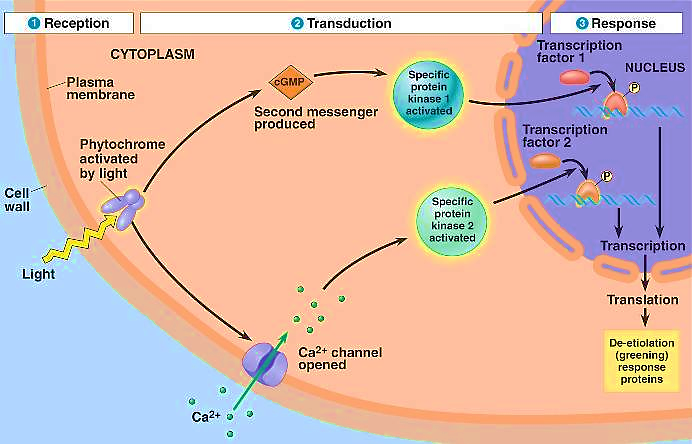 1 Reception
2 Transduction
3 Response
CYTOPLASM
Plasma
membrane
cGMP
Second messenger
produced
Specific
protein
kinase 1
activated
Transcription
factor 1
NUCLEUS
P
Phytochrome
activated
by light
Transcription
factor 2
P
Cell
wall
Specific
protein
kinase 2
activated
Light
Transcription
Translation
Ca2+ channel
opened
De-etiolation
(greening)
response
proteins
Ca2+